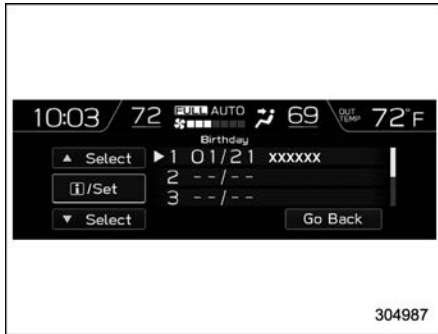 10:03 72 FULL AUTO 69 OUT TEMP 72°F
Birthday
▲ Select ▶1 01/21 xxxxxx
i/Set 2 --/--
3 --/--
▼ Select Go Back
304987